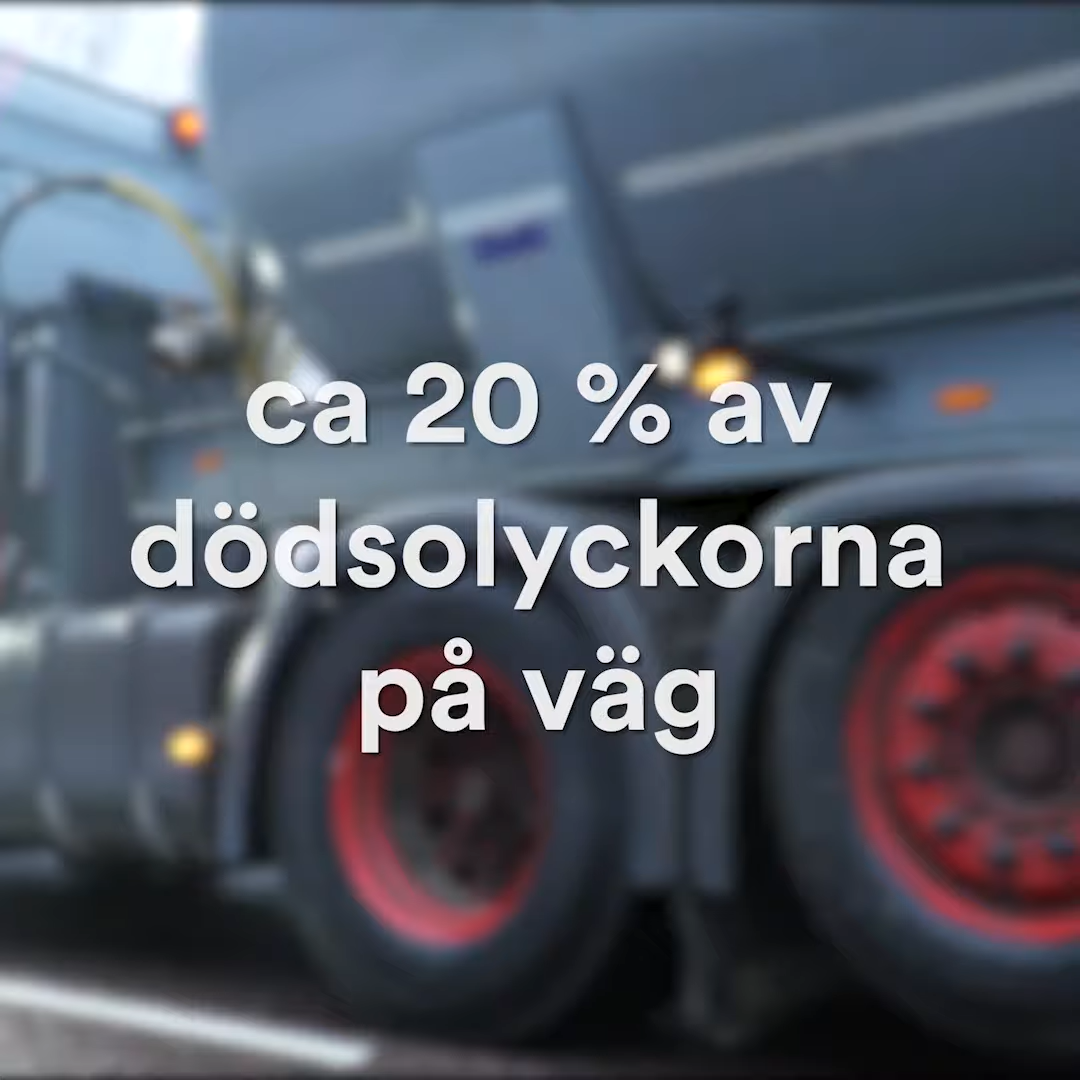 ca 20 % av
dödsolyckorna
på väg